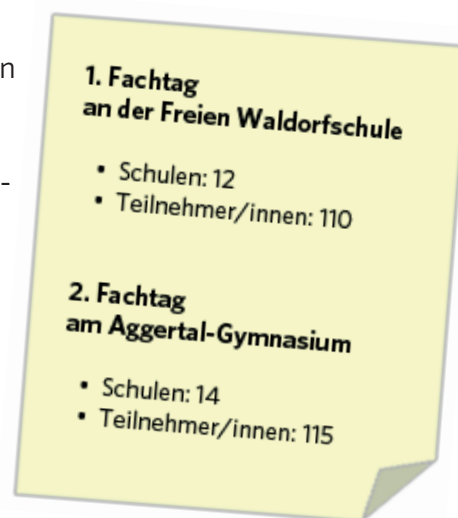 n
-
1. Fachtag
an der Freien Waldorfschule
• Schulen: 12
• Teilnehmer/innen: 110
2. Fachtag
am Aggertal-Gymnasium
• Schulen: 14
• Teilnehmer/innen: 115